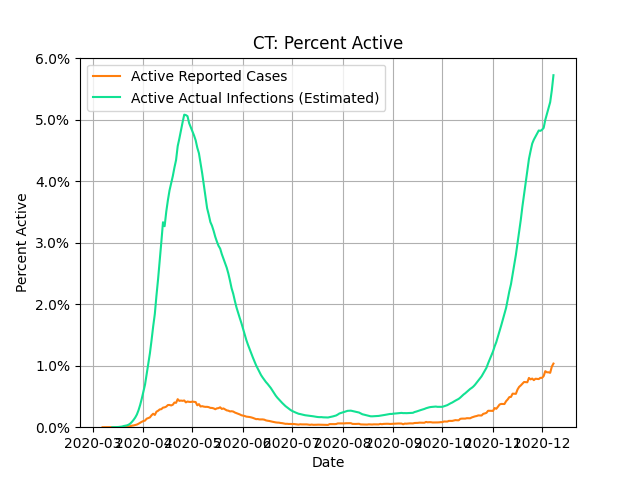 CT: Percent Active
Active Reported Cases
Active Actual Infections (Estimated)
Percent Active
6.0%
5.0%
4.0%
3.0%
2.0%
1.0%
0.0%
2020-03 2020-04 2020-05 2020-06 2020-07 2020-08 2020-09 2020-10 2020-11 2020-12
Date